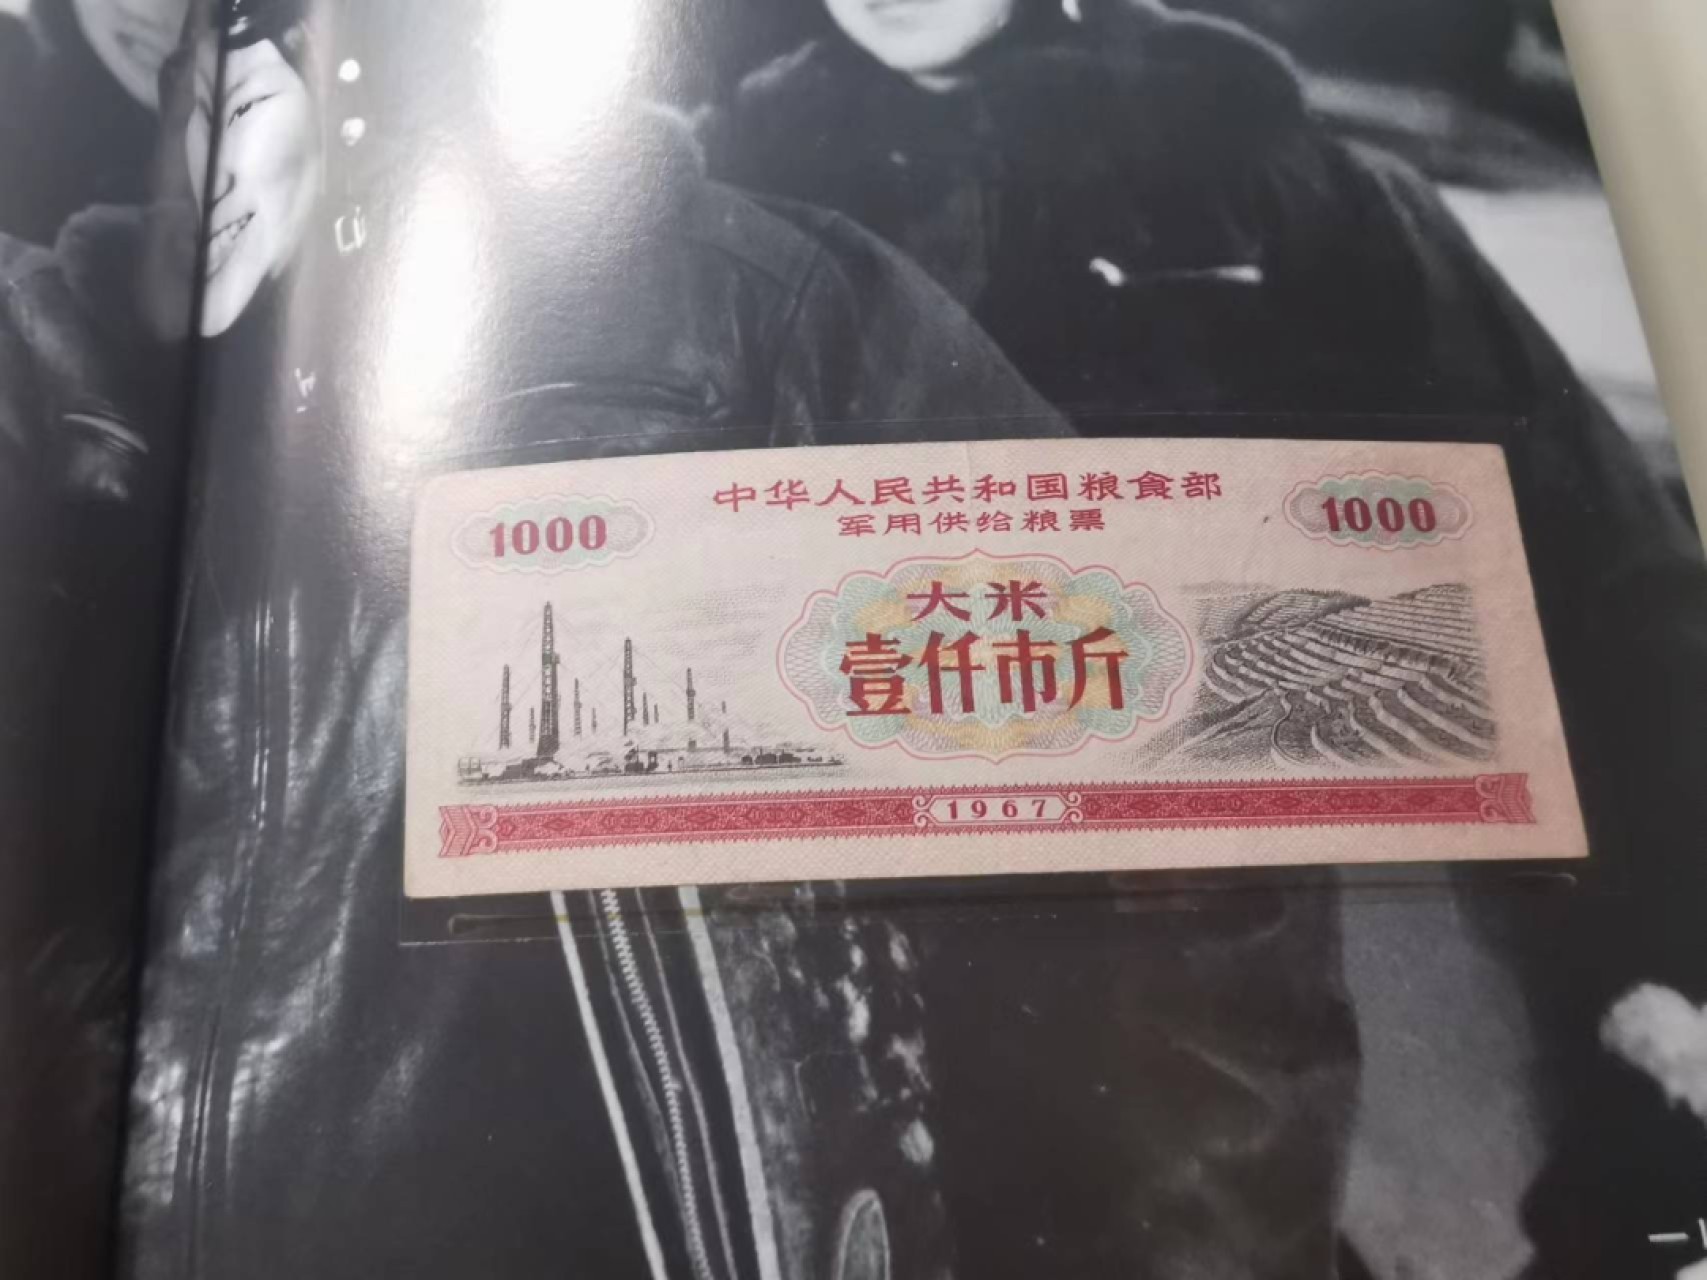 中华人民共和国粮食部
军用供给粮票
1000
1000
大米
壹仟市斤
1967